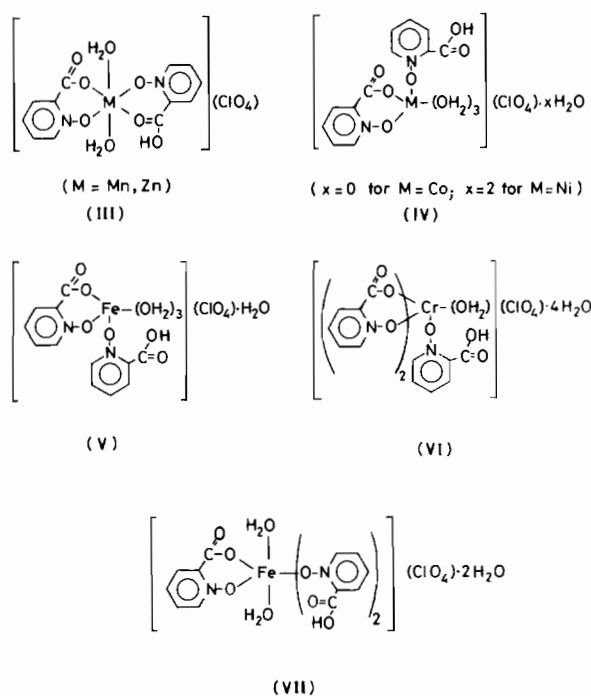 H₂O
O
C-O
N-O
M
O-N
O=C
HO
H₂O
(ClO₄)
(M = Mn, Zn)
(III)
OH
C=O
N
O
O
C-O
N-O
M-(OH₂)₃
(ClO₄)·xH₂O
(x=0 for M=Co; x=2 for M=Ni)
(IV)
O
C-O
N-O
Fe-(OH₂)₃
(ClO₄)·H₂O
O
N
OH
C=O
(V)
O
C-O
N-O
2
Cr-(OH₂)
(ClO₄)·4H₂O
O
N
OH
C=O
(VI)
H₂O
O
C-O
N-O
Fe
O-N
O=C
HO
2
H₂O
(ClO₄)·2H₂O
(VII)